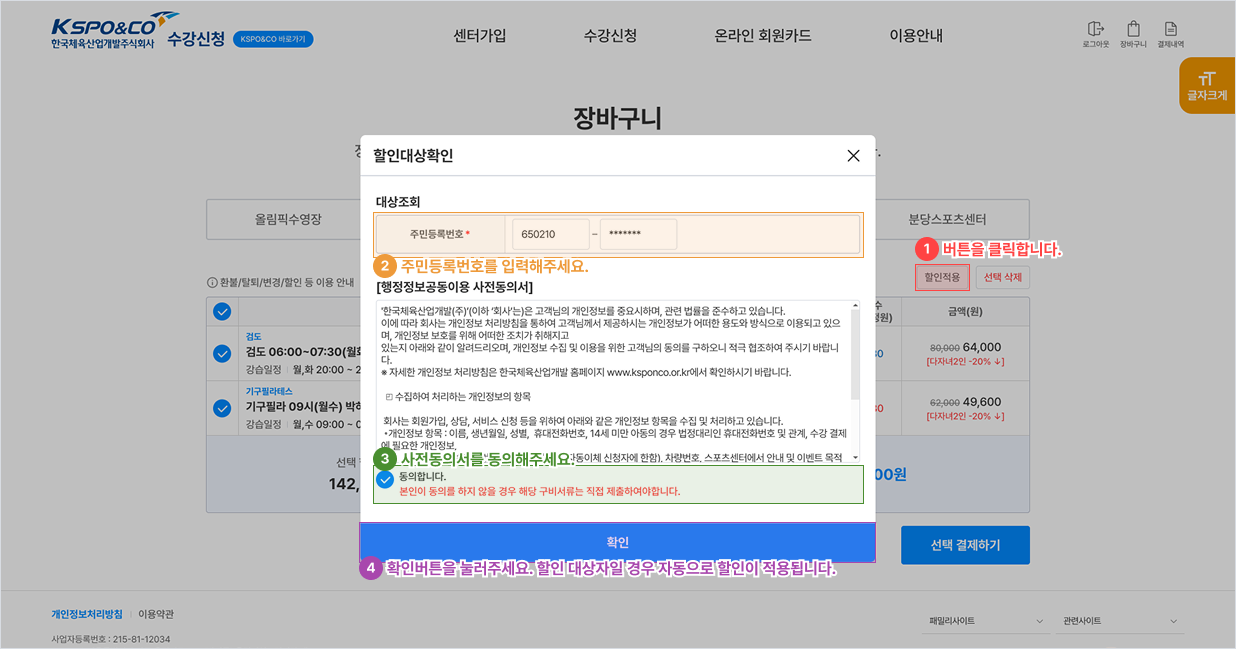 KSPO&CO
한국체육산업개발주식회사
수강신청
KSPO&CO 바로가기
센터가입
수강신청
온라인 회원카드
이용안내
로그아웃
장바구니
결제내역
글자크게
장바구니
할인대상확인
올림픽수영장
분당스포츠센터
대상조회
주민등록번호 *
650210 – *******
1 버튼을 클릭합니다.
2 주민등록번호를 입력해주세요.
할인적용
선택 삭제
환불/탈퇴/변경/할인 등 이용 안내
[행정정보공동이용 사전동의서]
'한국체육산업개발(주)'(이하 '회사'는)은 고객님의 개인정보를 중요시하며, 관련 법률을 준수하고 있습니다.
이에 따라 회사는 개인정보 처리방침을 통하여 고객님께서 제공하시는 개인정보가 어떠한 용도와 방식으로 이용되고 있으
며, 개인정보 보호를 위해 어떠한 조치가 취해지고
있는지 아래와 같이 알려드리오며, 개인정보 수집 및 이용을 위한 고객님의 동의를 구하오니 적극 협조하여 주시기 바랍니
다.
※ 자세한 개인정보 처리방침은 한국체육산업개발 홈페이지 www.ksponco.or.kr에서 확인하시기 바랍니다.
수집하여 처리하는 개인정보의 항목
회사는 회원가입, 상담, 서비스 신청 등을 위하여 아래와 같은 개인정보 항목을 수집 및 처리하고 있습니다.
•개인정보 항목 : 이름, 생년월일, 성별, 휴대전화번호, 14세 미만 아동의 경우 법정대리인 휴대전화번호 및 관계, 수강 결제
에 필요한 개인정보,
자동이체 신청자에 한함), 차량번호, 스포츠센터에서 안내 및 이벤트 목적
금액(원)
검도
검도 06:00~07:30(월화
강습일정 월,화 20:00 ~ 2
80,000 64,000
[다자녀2인 -20% ↓]
기구필라테스
기구필라 09시(월수) 박하
강습일정 월,수 09:00 ~ 0
62,000 49,600
[다자녀2인 -20% ↓]
선택
142,
00원
3 사전동의서를 동의해주세요.
동의합니다.
본인이 동의를 하지 않을 경우 해당 구비서류는 직접 제출하여야합니다.
확인
선택 결제하기
4 확인버튼을 눌러주세요. 할인 대상자일 경우 자동으로 할인이 적용됩니다.
개인정보처리방침
이용약관
사업자등록번호 : 215-81-12034
패밀리사이트
관련사이트